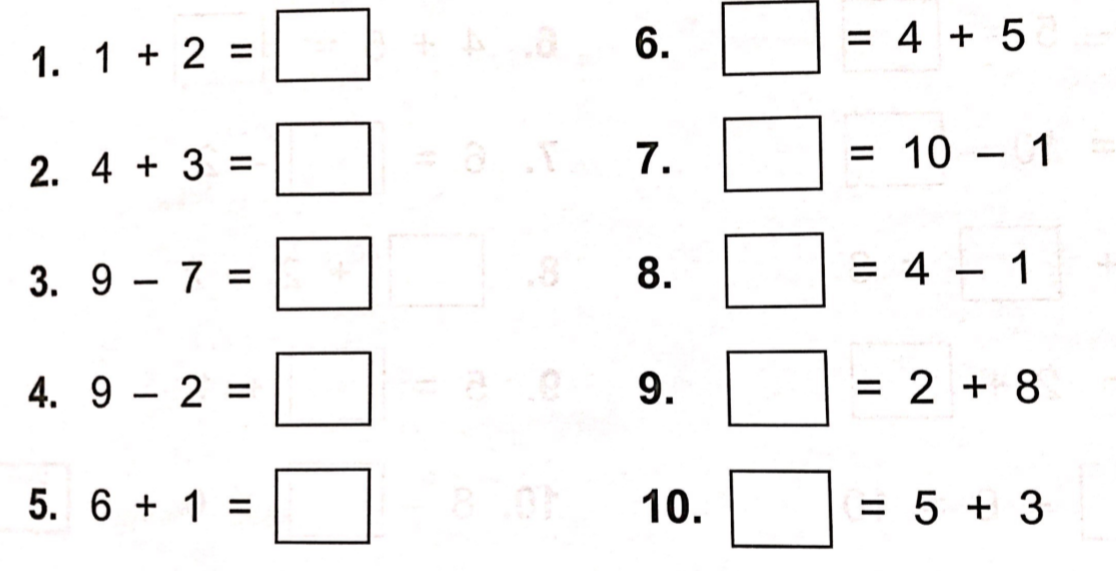 1. 1 + 2 =
2. 4 + 3 =
3. 9 – 7 =
4. 9 – 2 =
5. 6 + 1 =
6. = 4 + 5
7. = 10 – 1
8. = 4 – 1
9. = 2 + 8
10. = 5 + 3